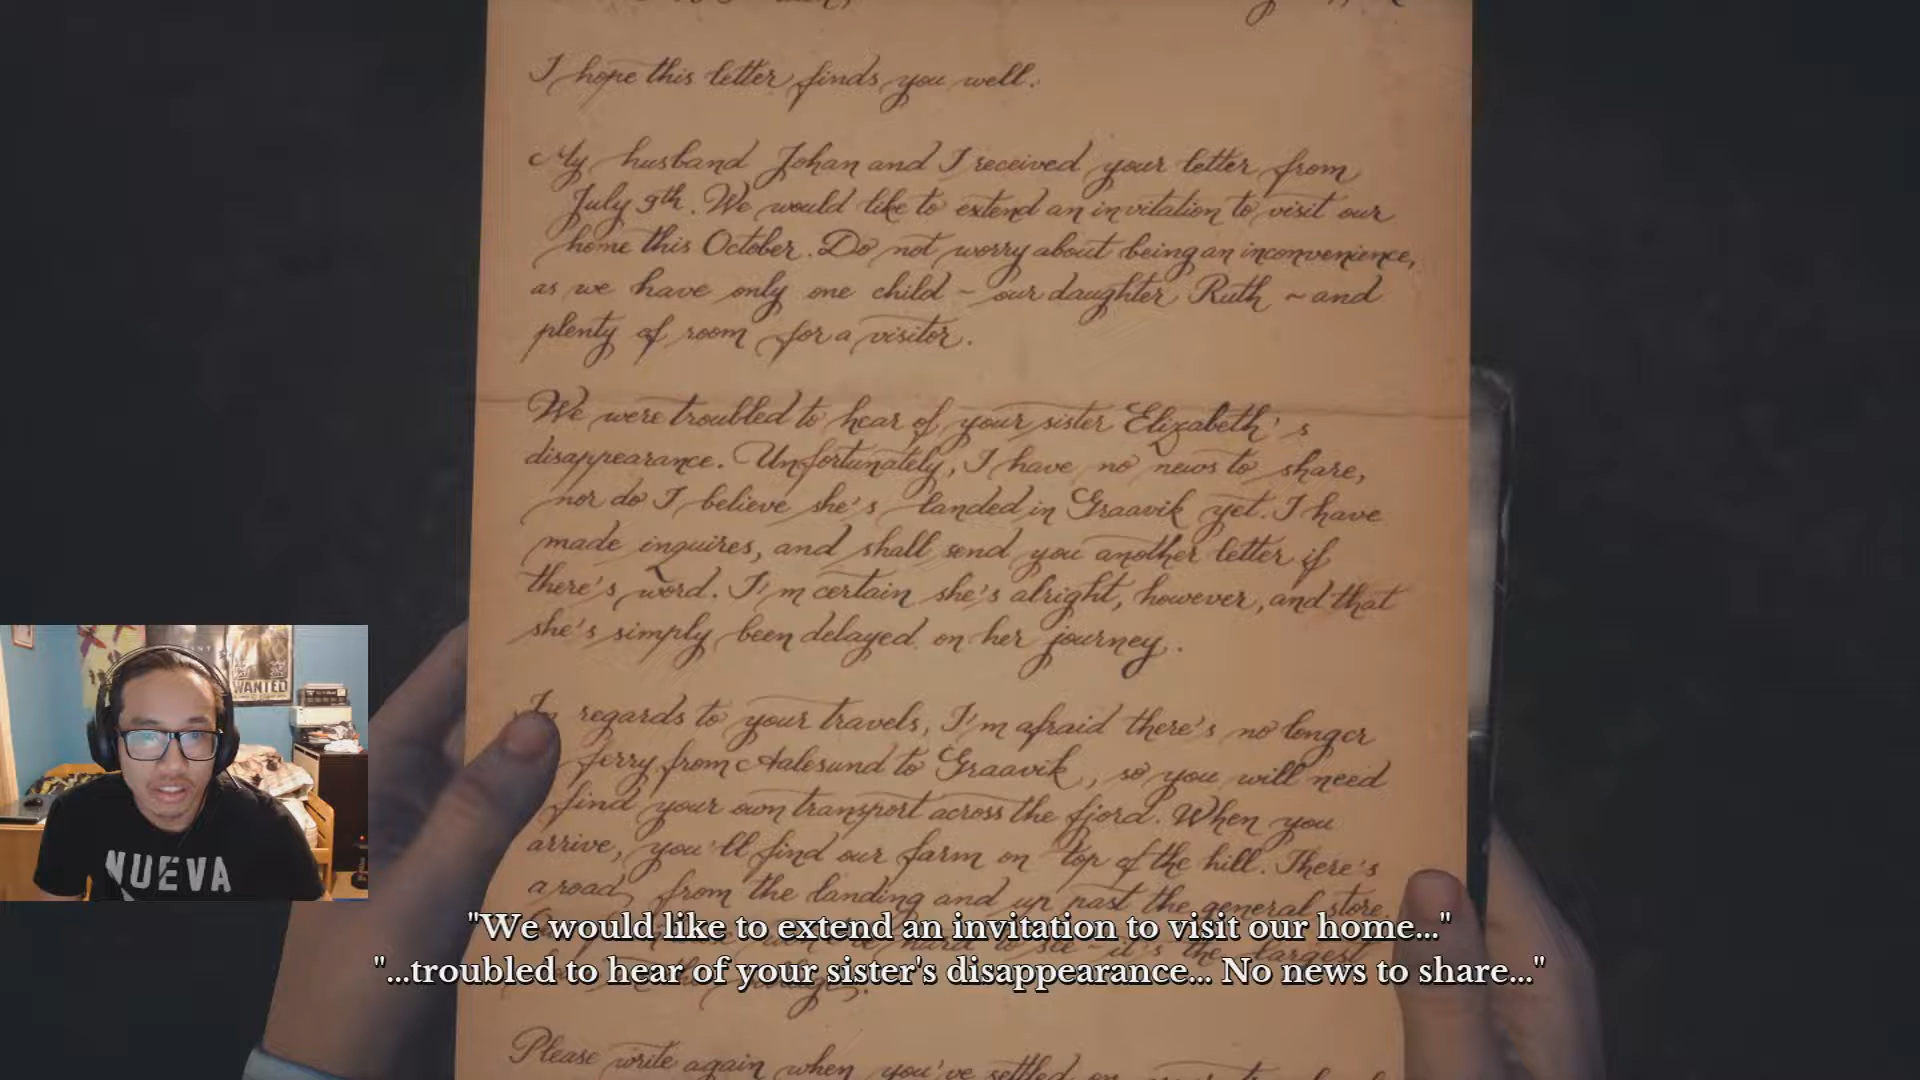 I hope this letter finds you well.
My husband Johan and I received your letter from
July 9th. We would like to extend an invitation to visit our
home this October. Do not worry about being an inconvenience,
as we have only one child ~ our daughter Ruth ~ and
plenty of room for a visitor.
We were troubled to hear of your sister Elizabeth's
disappearance. Unfortunately, I have no news to share,
nor do I believe she's landed in Graavik yet. I have
made inquires, and shall send you another letter if
there's word. I'm certain she's alright, however, and that
she's simply been delayed on her journey.
In regards to your travels, I'm afraid there's no longer
ferry from Aalesund to Graavik, so you will need
find your own transport across the fjord. When you
arrive, you'll find our farm on top of the hill. There's
a road from the landing and up past the general store.
hard to see ~ it's the largest
Please write again when you've settled on
WANTED
NUEVA
"We would like to extend an invitation to visit our home..."
"...troubled to hear of your sister's disappearance... No news to share..."